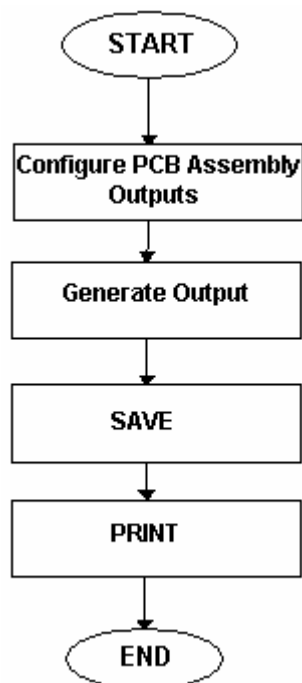 START
Configure PCB Assembly
Outputs
Generate Output
SAVE
PRINT
END